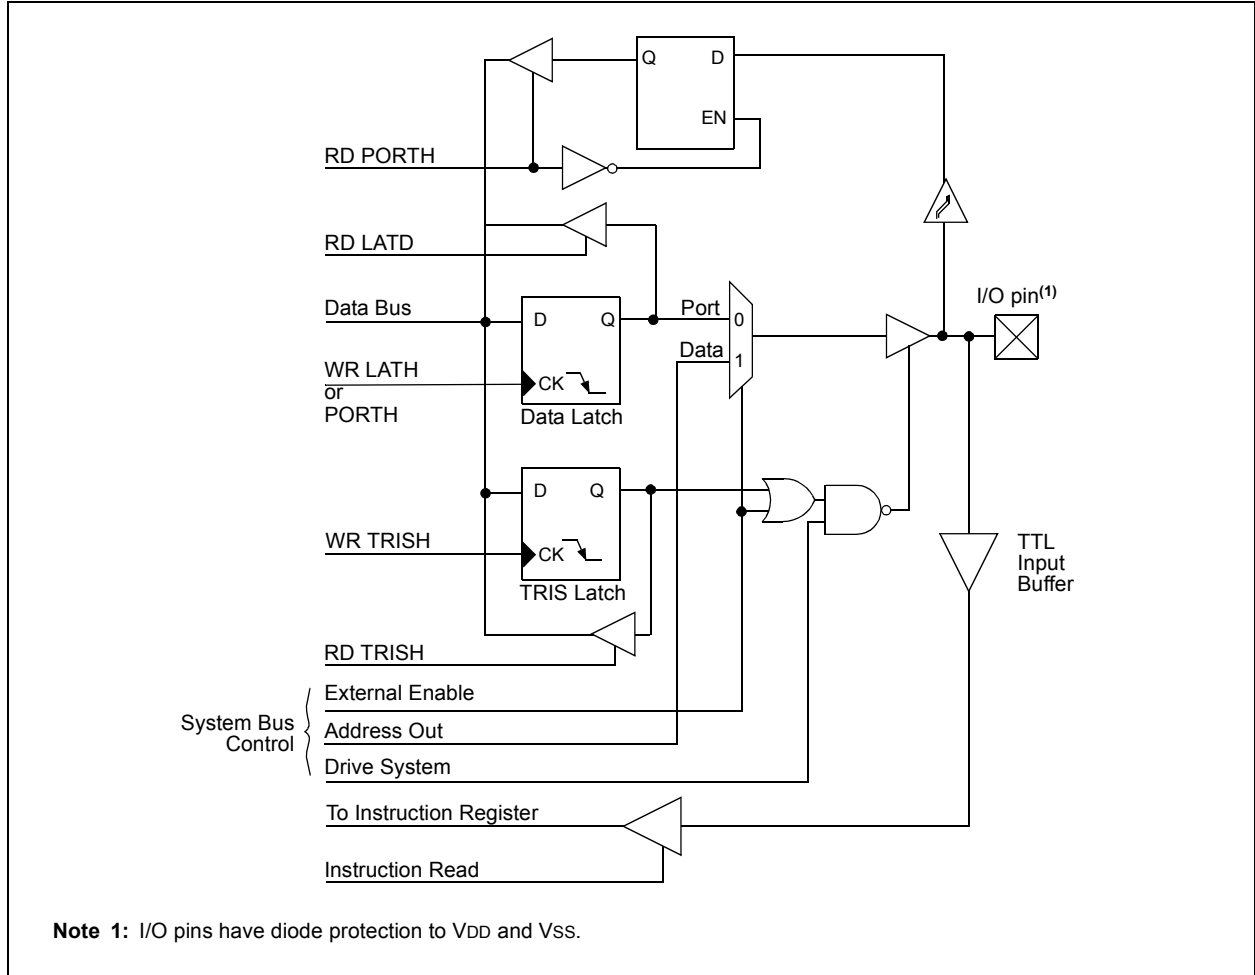 Q D
EN
RD PORTH
RD LATD
Data Bus
D Q
Port
0
I/O pin(1)
Data
1
WR LATH
or
PORTH
CK
Data Latch
D Q
WR TRISH
CK
TRIS Latch
TTL
Input
Buffer
RD TRISH
System Bus
Control
External Enable
Address Out
Drive System
To Instruction Register
Instruction Read
Note 1: I/O pins have diode protection to VDD and VSS.